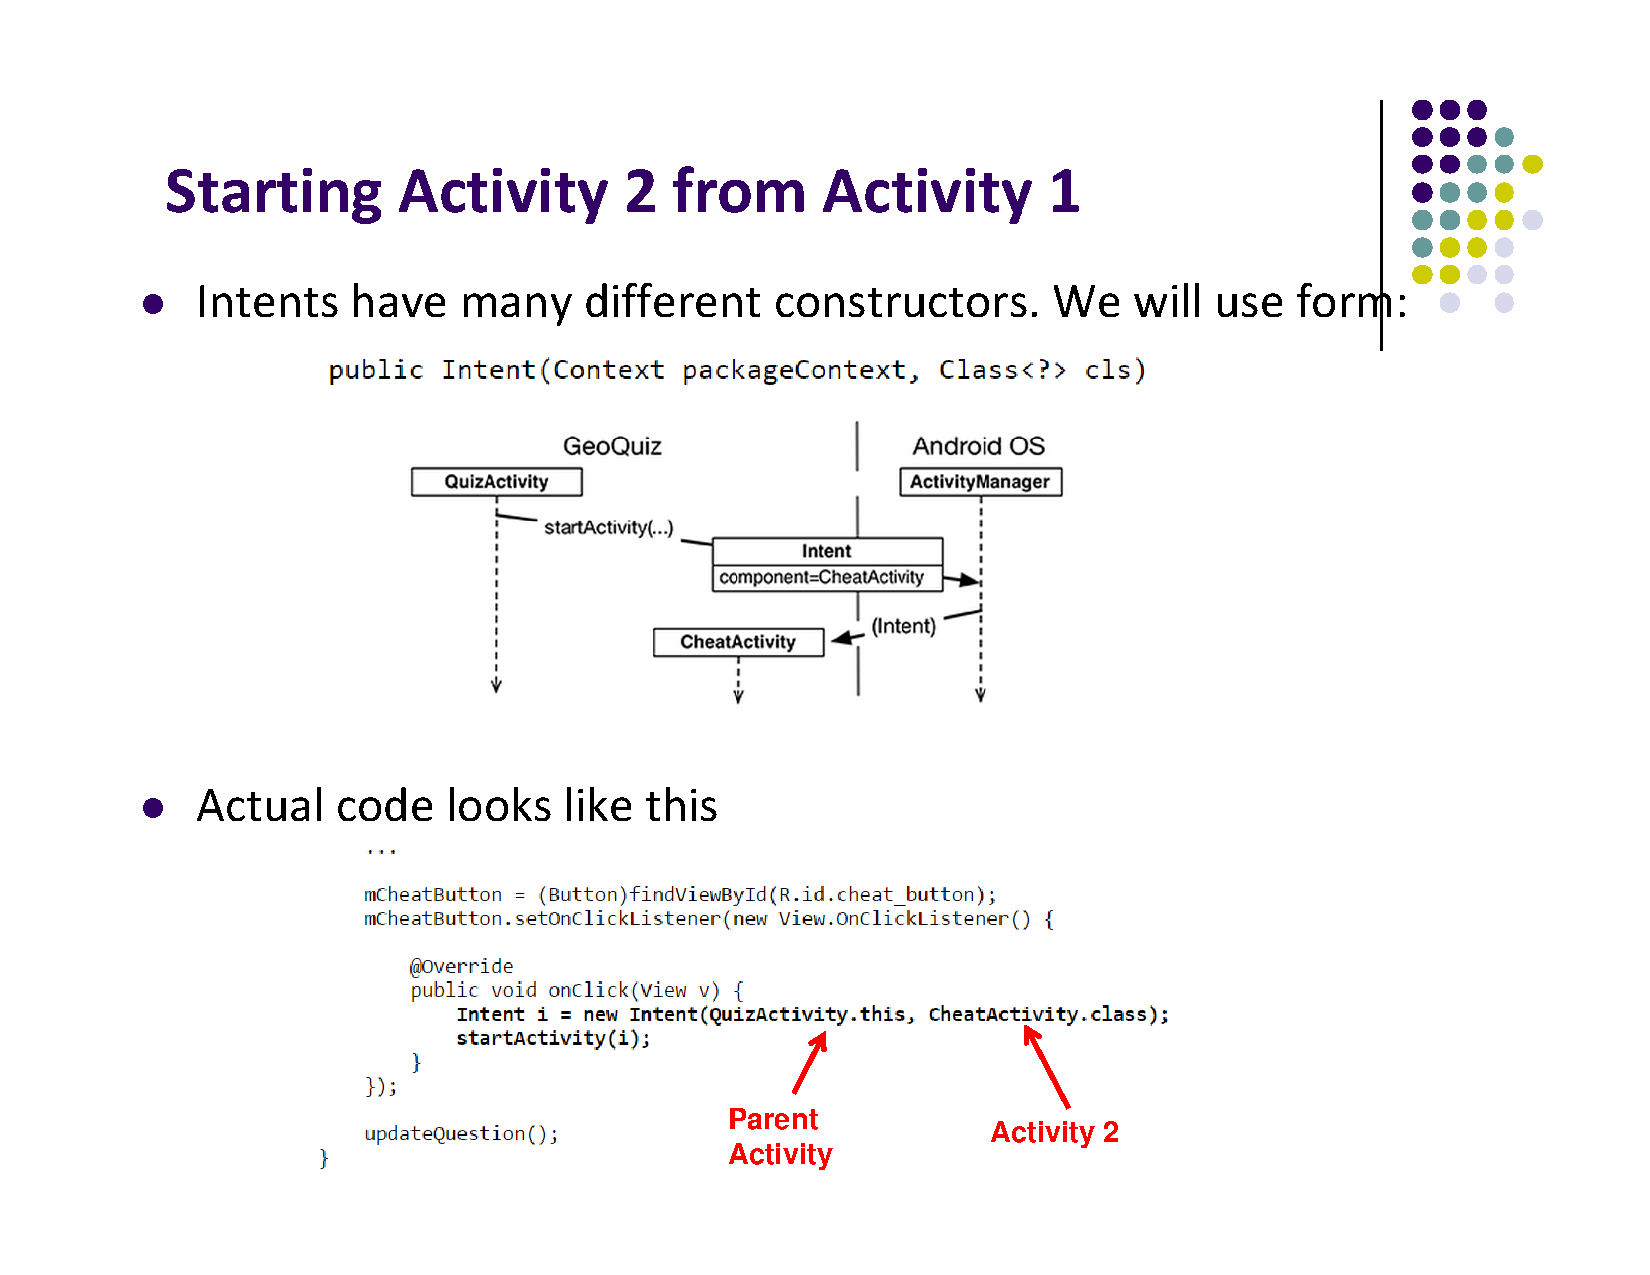 Starting Activity 2 from Activity 1
Intents have many different constructors. We will use form:
public Intent(Context packageContext, Class<?> cls)
GeoQuiz
Android OS
QuizActivity
ActivityManager
startActivity(...)
Intent
component=CheatActivity
(Intent)
CheatActivity
Actual code looks like this
...
mCheatButton = (Button)findViewById(R.id.cheat_button);
mCheatButton.setOnClickListener(new View.OnClickListener() {
@Override
public void onClick(View v) {
Intent i = new Intent(QuizActivity.this, CheatActivity.class);
startActivity(i);
}
});
updateQuestion();
}
Parent
Activity
Activity 2